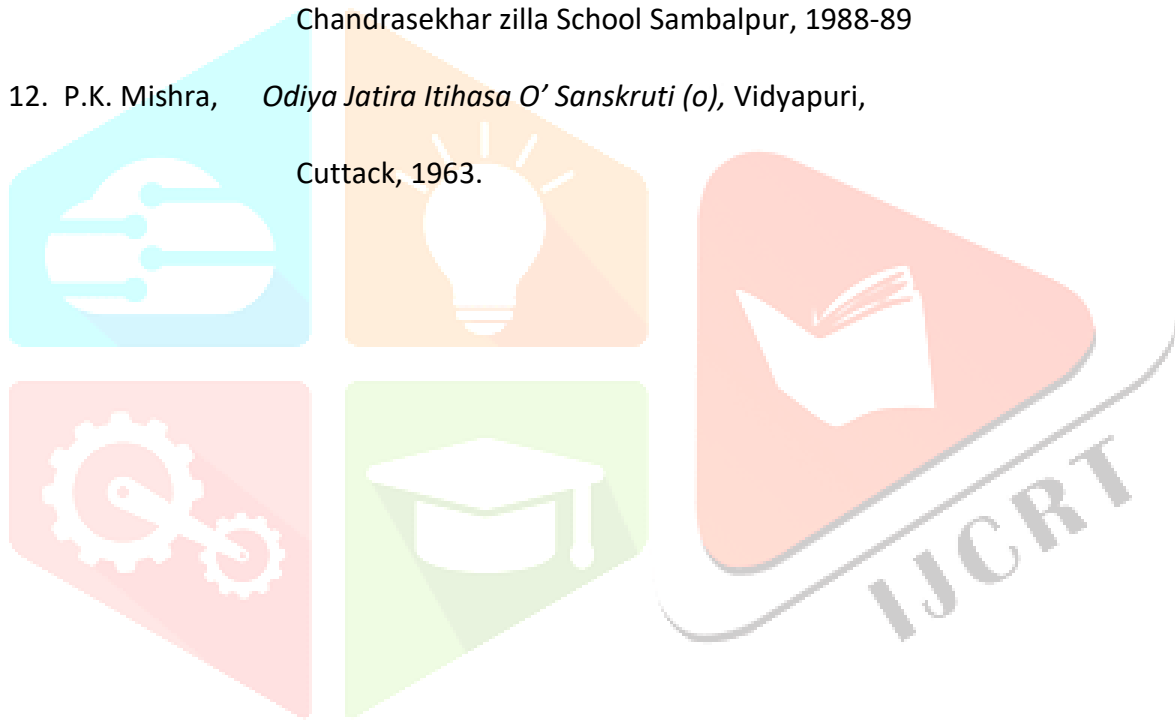 Chandrasekhar zilla School Sambalpur, 1988-89
12. P.K. Mishra, Odiya Jatira Itihasa O’ Sanskruti (o), Vidyapuri,
Cuttack, 1963.
IJCRT